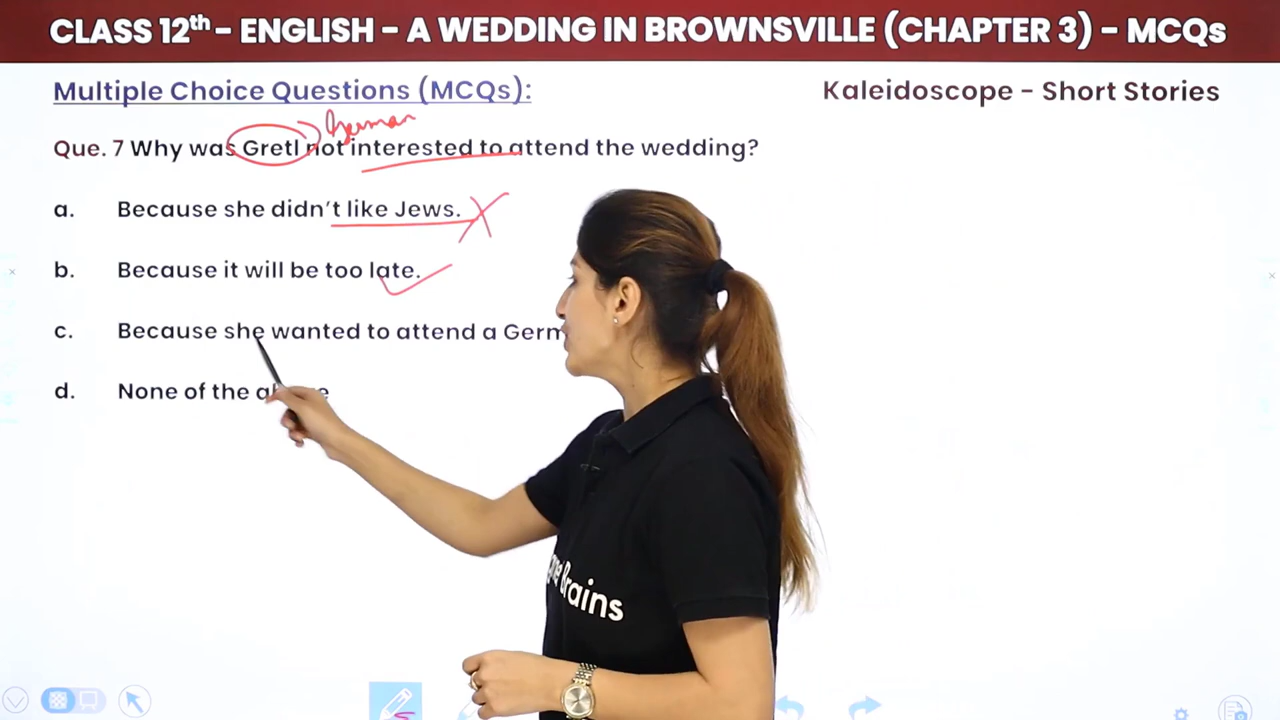 CLASS 12th – ENGLISH – A WEDDING IN BROWNSVILLE (CHAPTER 3) – MCQs
Multiple Choice Questions (MCQs):
Kaleidoscope – Short Stories
German
Que. 7 Why was Gretl not interested to attend the wedding?
a. Because she didn't like Jews.
b. Because it will be too late.
c. Because she wanted to attend a Germ
d. None of the
Brains